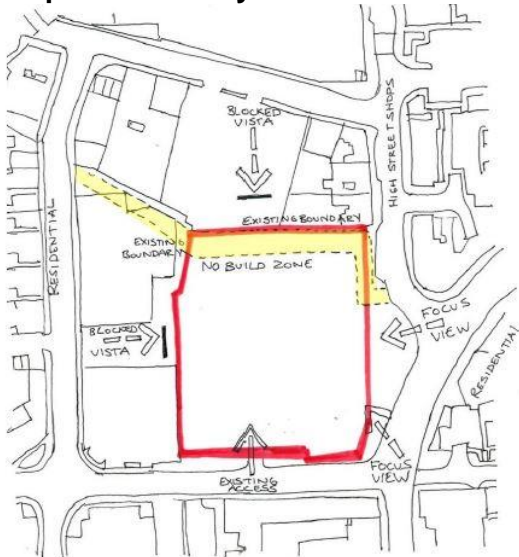 BLOCKED
VISTA
HIGH STREET SHOPS
EXISTING BOUNDARY
EXISTING
BOUNDARY
NO BUILD ZONE
RESIDENTIAL
BLOCKED
VISTA
FOCUS
VIEW
RESIDENTIAL
FOCUS
VIEW
EXISTING
ACCESS